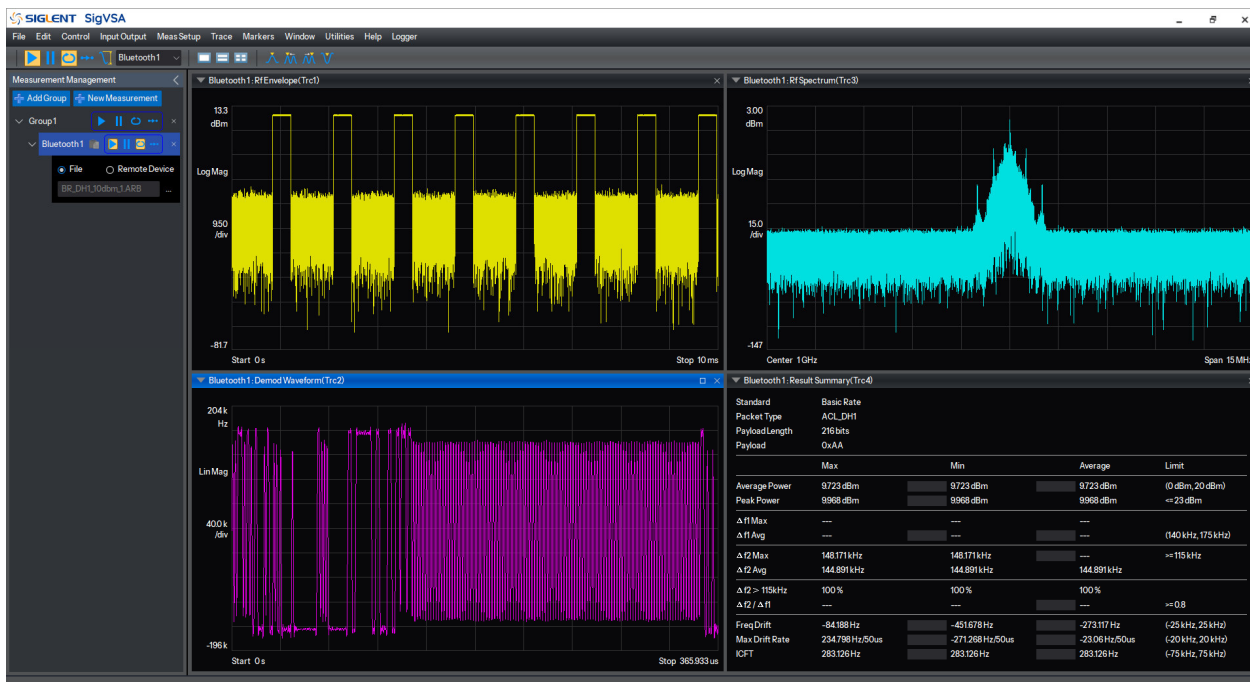 SIGLENT SigVSA
File Edit Control Input Output Meas Setup Trace Markers Window Utilities Help Logger
Bluetooth1
Measurement Management
Add Group New Measurement
Group1
Bluetooth1
File Remote Device
BR_DH1_10dbm_1.ARB ...
Bluetooth1: Rf Envelope(Trc1)
13.3
dBm
Log Mag
9.50
/div
-81.7
Start 0 s Stop 10 ms
Bluetooth1: Rf Spectrum(Trc3)
3.00
dBm
Log Mag
15.0
/div
-147
Center 1 GHz Span 15 MHz
Bluetooth1: Demod Waveform(Trc2)
204 k
Hz
Lin Mag
40.0 k
/div
-196 k
Start 0 s Stop 365.933 us
Bluetooth1: Result Summary(Trc4)
Standard Basic Rate
Packet Type ACL_DH1
Payload Length 216 bits
Payload 0xAA
Max Min Average Limit
Average Power 9.723 dBm 9.723 dBm 9.723 dBm (0 dBm, 20 dBm)
Peak Power 9.968 dBm 9.968 dBm 9.968 dBm <= 23 dBm
Δ f1 Max --- --- ---
Δ f1 Avg --- --- --- (140 kHz, 175 kHz)
Δ f2 Max 148.171 kHz 148.171 kHz --- >= 115 kHz
Δ f2 Avg 144.891 kHz 144.891 kHz 144.891 kHz
Δ f2 > 115kHz 100 % 100 % 100 %
Δ f2 / Δ f1 --- --- --- >= 0.8
Freq Drift -84.188 Hz -451.678 Hz -273.117 Hz (-25 kHz, 25 kHz)
Max Drift Rate 234.798 Hz/50us -271.268 Hz/50us -23.06 Hz/50us (-20 kHz, 20 kHz)
ICFT 283.126 Hz 283.126 Hz 283.126 Hz (-75 kHz, 75 kHz)